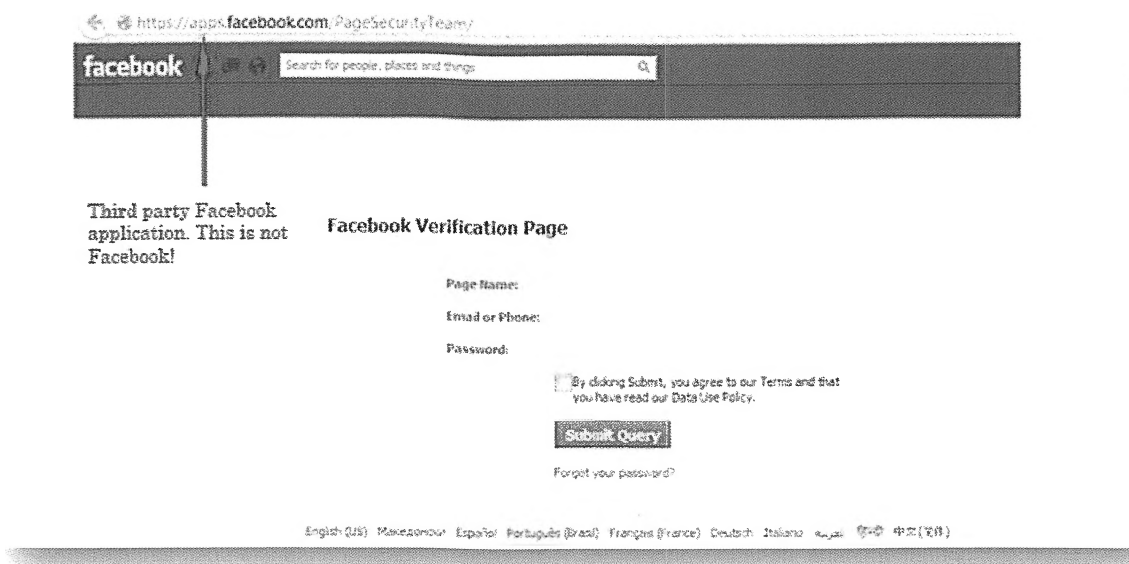 https://apps.facebook.com/PageSecurityTeam/
facebook
Search for people, places and things
Third party Facebook
application. This is not
Facebook!
Facebook Verification Page
Page Name:
Email or Phone:
Password:
By clicking Submit, you agree to our Terms and that
you have read our Data Use Policy.
Submit Query
Forgot your password?
English (US) Español Português (Brasil) Français (France) Deutsch Italiano العربية हिन्दी 中文(简体)